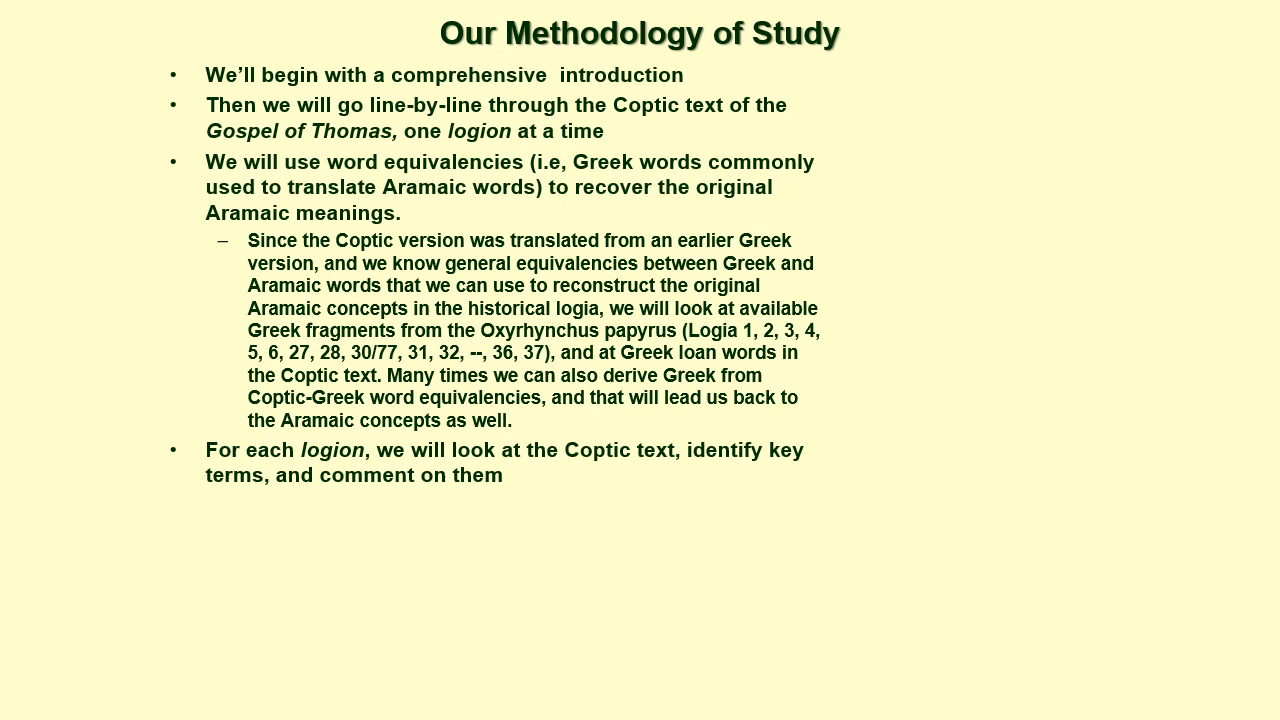 Our Methodology of Study
• We’ll begin with a comprehensive  introduction
• Then we will go line-by-line through the Coptic text of the
Gospel of Thomas, one logion at a time
• We will use word equivalencies (i.e, Greek words commonly
used to translate Aramaic words) to recover the original
Aramaic meanings.
– Since the Coptic version was translated from an earlier Greek
version, and we know general equivalencies between Greek and
Aramaic words that we can use to reconstruct the original
Aramaic concepts in the historical logia, we will look at available
Greek fragments from the Oxyrhynchus papyrus (Logia 1, 2, 3, 4,
5, 6, 27, 28, 30/77, 31, 32, --, 36, 37), and at Greek loan words in
the Coptic text. Many times we can also derive Greek from
Coptic-Greek word equivalencies, and that will lead us back to
the Aramaic concepts as well.
• For each logion, we will look at the Coptic text, identify key
terms, and comment on them